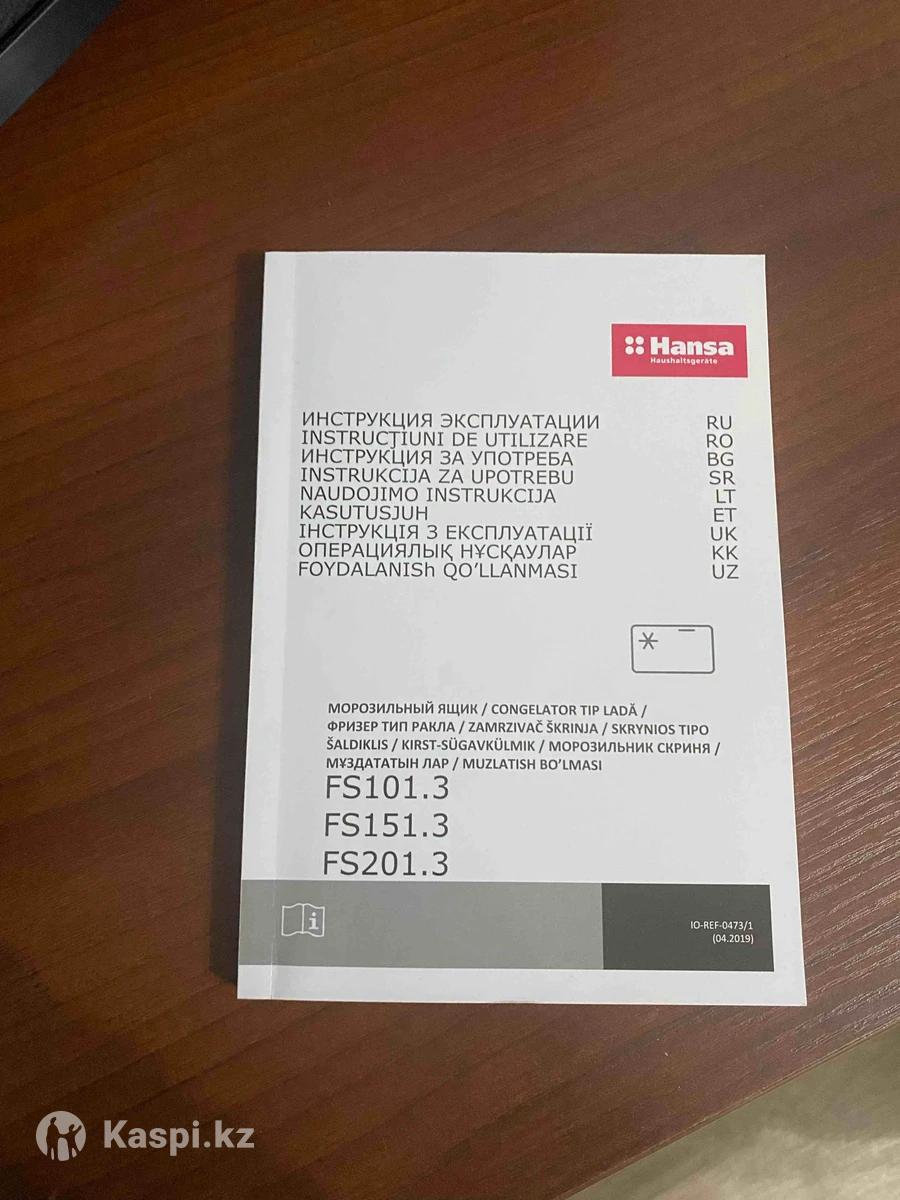 Hansa
Haushaltsgeräte
ИНСТРУКЦИЯ ЭКСПЛУАТАЦИИ RU
INSTRUCȚIUNI DE UTILIZARE RO
ИНСТРУКЦИЯ ЗА УПОТРЕБА BG
INSTRUKCIJA ZA UPOTREBU SR
NAUDOJIMO INSTRUKCIJA LT
KASUTUSJUH ET
ІНСТРУКЦІЯ З ЕКСПЛУАТАЦІЇ UK
ОПЕРАЦИЯЛЫҚ НҰСҚАУЛАР KK
FOYDALANISh QO’LLANMASI UZ
МОРОЗИЛЬНЫЙ ЯЩИК / CONGELATOR TIP LADĂ /
ФРИЗЕР ТИП РАКЛА / ZAMRZIVAČ ŠKRINJA / SKRYNIOS TIPO
ŠALDIKLIS / KIRST-SÜGAVKÜLMIK / МОРОЗИЛЬНИК СКРИНЯ /
МҰЗДАТАТЫН ЛАР / MUZLATISH BO’LMASI
FS101.3
FS151.3
FS201.3
i
IO-REF-0473/1
(04.2019)
Kaspi.kz